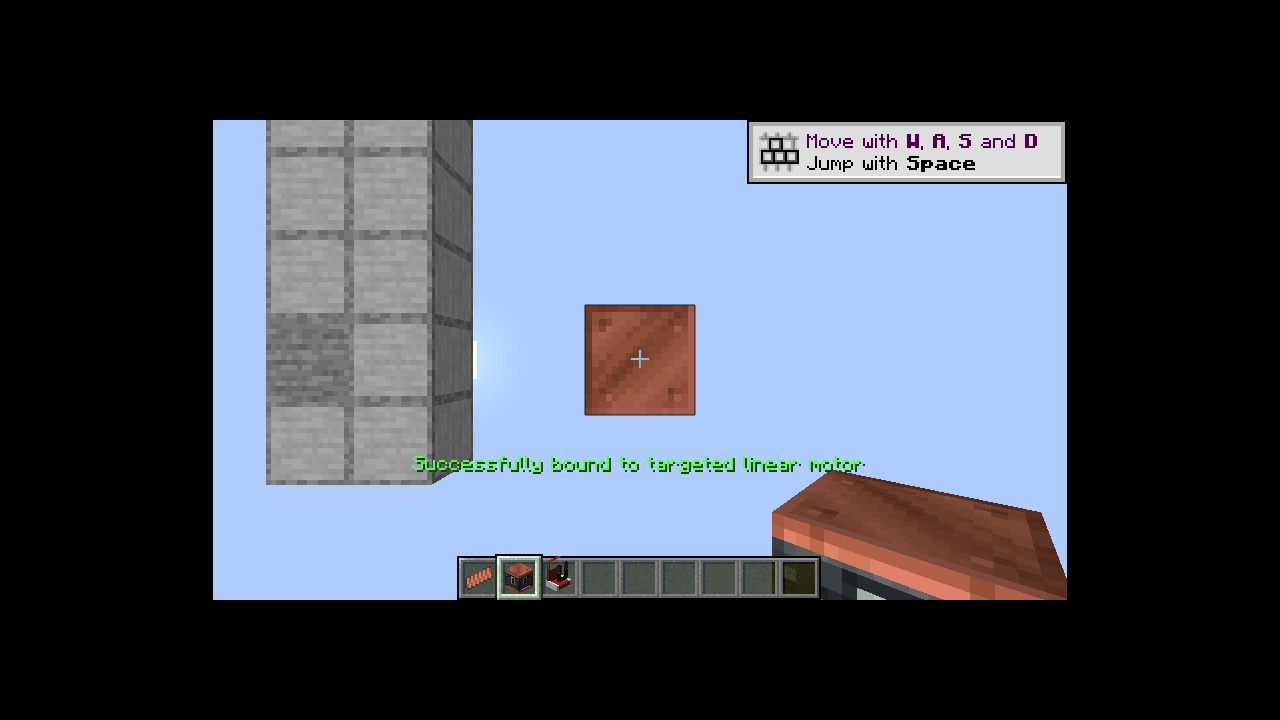 Move with W, A, S and D
Jump with Space
Successfully bound to targeted linear motor